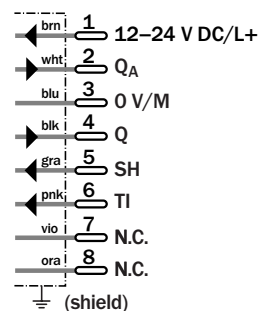 brn 1 12–24 V DC/L+
wht 2 QA
blu 3 0 V/M
blk 4 Q
gra 5 SH
pnk 6 TI
vio 7 N.C.
ora 8 N.C.
(shield)